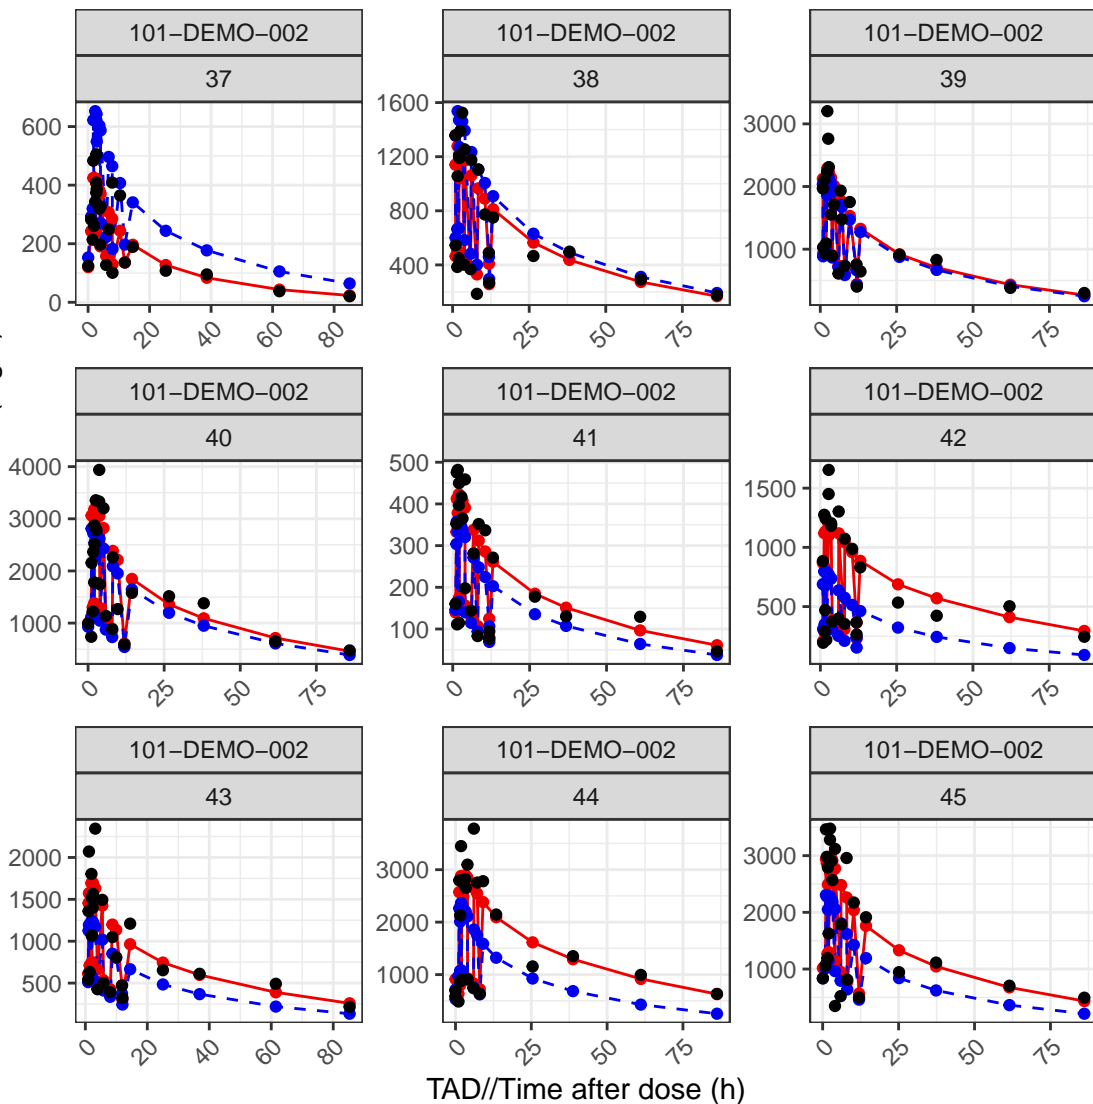 101−DEMO−002 101−DEMO−002 101−DEMO−002
37 38 39
600 1600 3000
400 1200 2000
200 800 1000
0 400
0 20 40 60 80 0 25 50 75 0 25 50 75
101−DEMO−002 101−DEMO−002 101−DEMO−002
40 41 42
4000 500 1500
3000 400 1000
2000 300 500
1000 200
100
0 25 50 75 0 25 50 75 0 25 50 75
101−DEMO−002 101−DEMO−002 101−DEMO−002
43 44 45
2000 3000 3000
1500 2000 2000
1000 1000 1000
500
0 20 40 60 80 0 25 50 75 0 25 50 75
TAD//Time after dose (h)